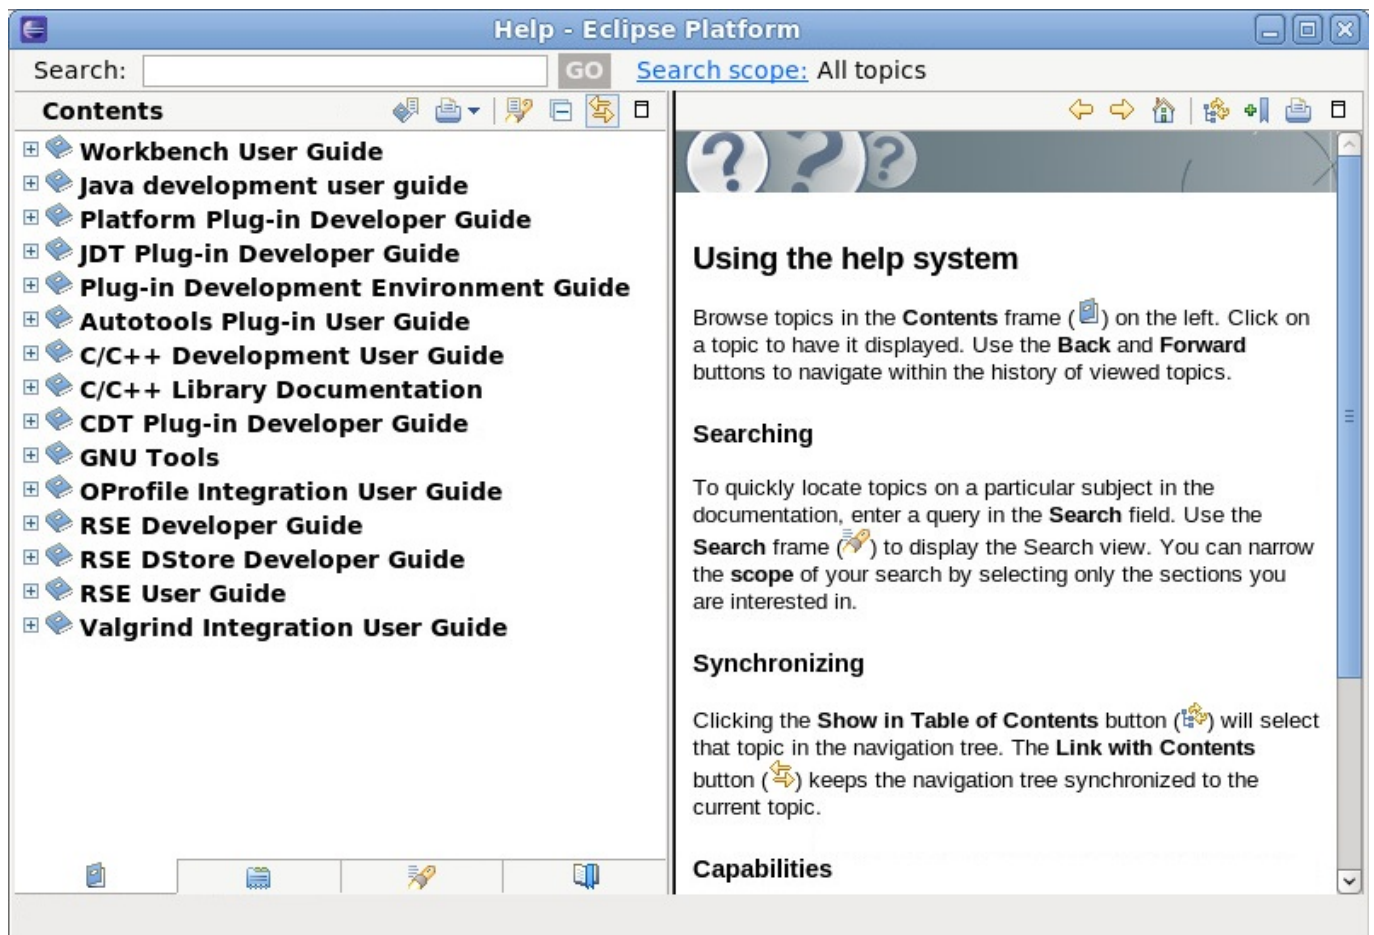 Help - Eclipse Platform
Search: GO Search scope: All topics
Contents
Workbench User Guide
Java development user guide
Platform Plug-in Developer Guide
JDT Plug-in Developer Guide
Plug-in Development Environment Guide
Autotools Plug-in User Guide
C/C++ Development User Guide
C/C++ Library Documentation
CDT Plug-in Developer Guide
GNU Tools
OProfile Integration User Guide
RSE Developer Guide
RSE DStore Developer Guide
RSE User Guide
Valgrind Integration User Guide
Using the help system
Browse topics in the Contents frame ( ) on the left. Click on
a topic to have it displayed. Use the Back and Forward
buttons to navigate within the history of viewed topics.
Searching
To quickly locate topics on a particular subject in the
documentation, enter a query in the Search field. Use the
Search frame ( ) to display the Search view. You can narrow
the scope of your search by selecting only the sections you
are interested in.
Synchronizing
Clicking the Show in Table of Contents button ( ) will select
that topic in the navigation tree. The Link with Contents
button ( ) keeps the navigation tree synchronized to the
current topic.
Capabilities